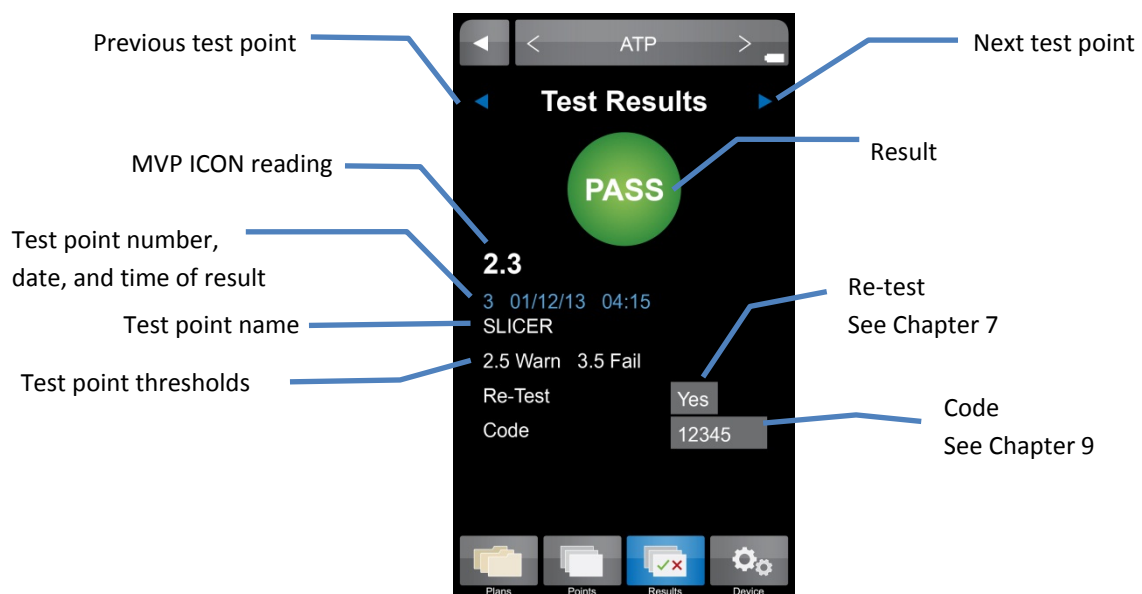 Previous test point
< ATP >
Next test point
Test Results
MVP ICON reading
Result
PASS
Test point number,
date, and time of result
2.3
3 01/12/13 04:15
Test point name
SLICER
Re-test
See Chapter 7
Test point thresholds
2.5 Warn 3.5 Fail
Re-Test Yes
Code 12345
Code
See Chapter 9
Plans Points Results Device